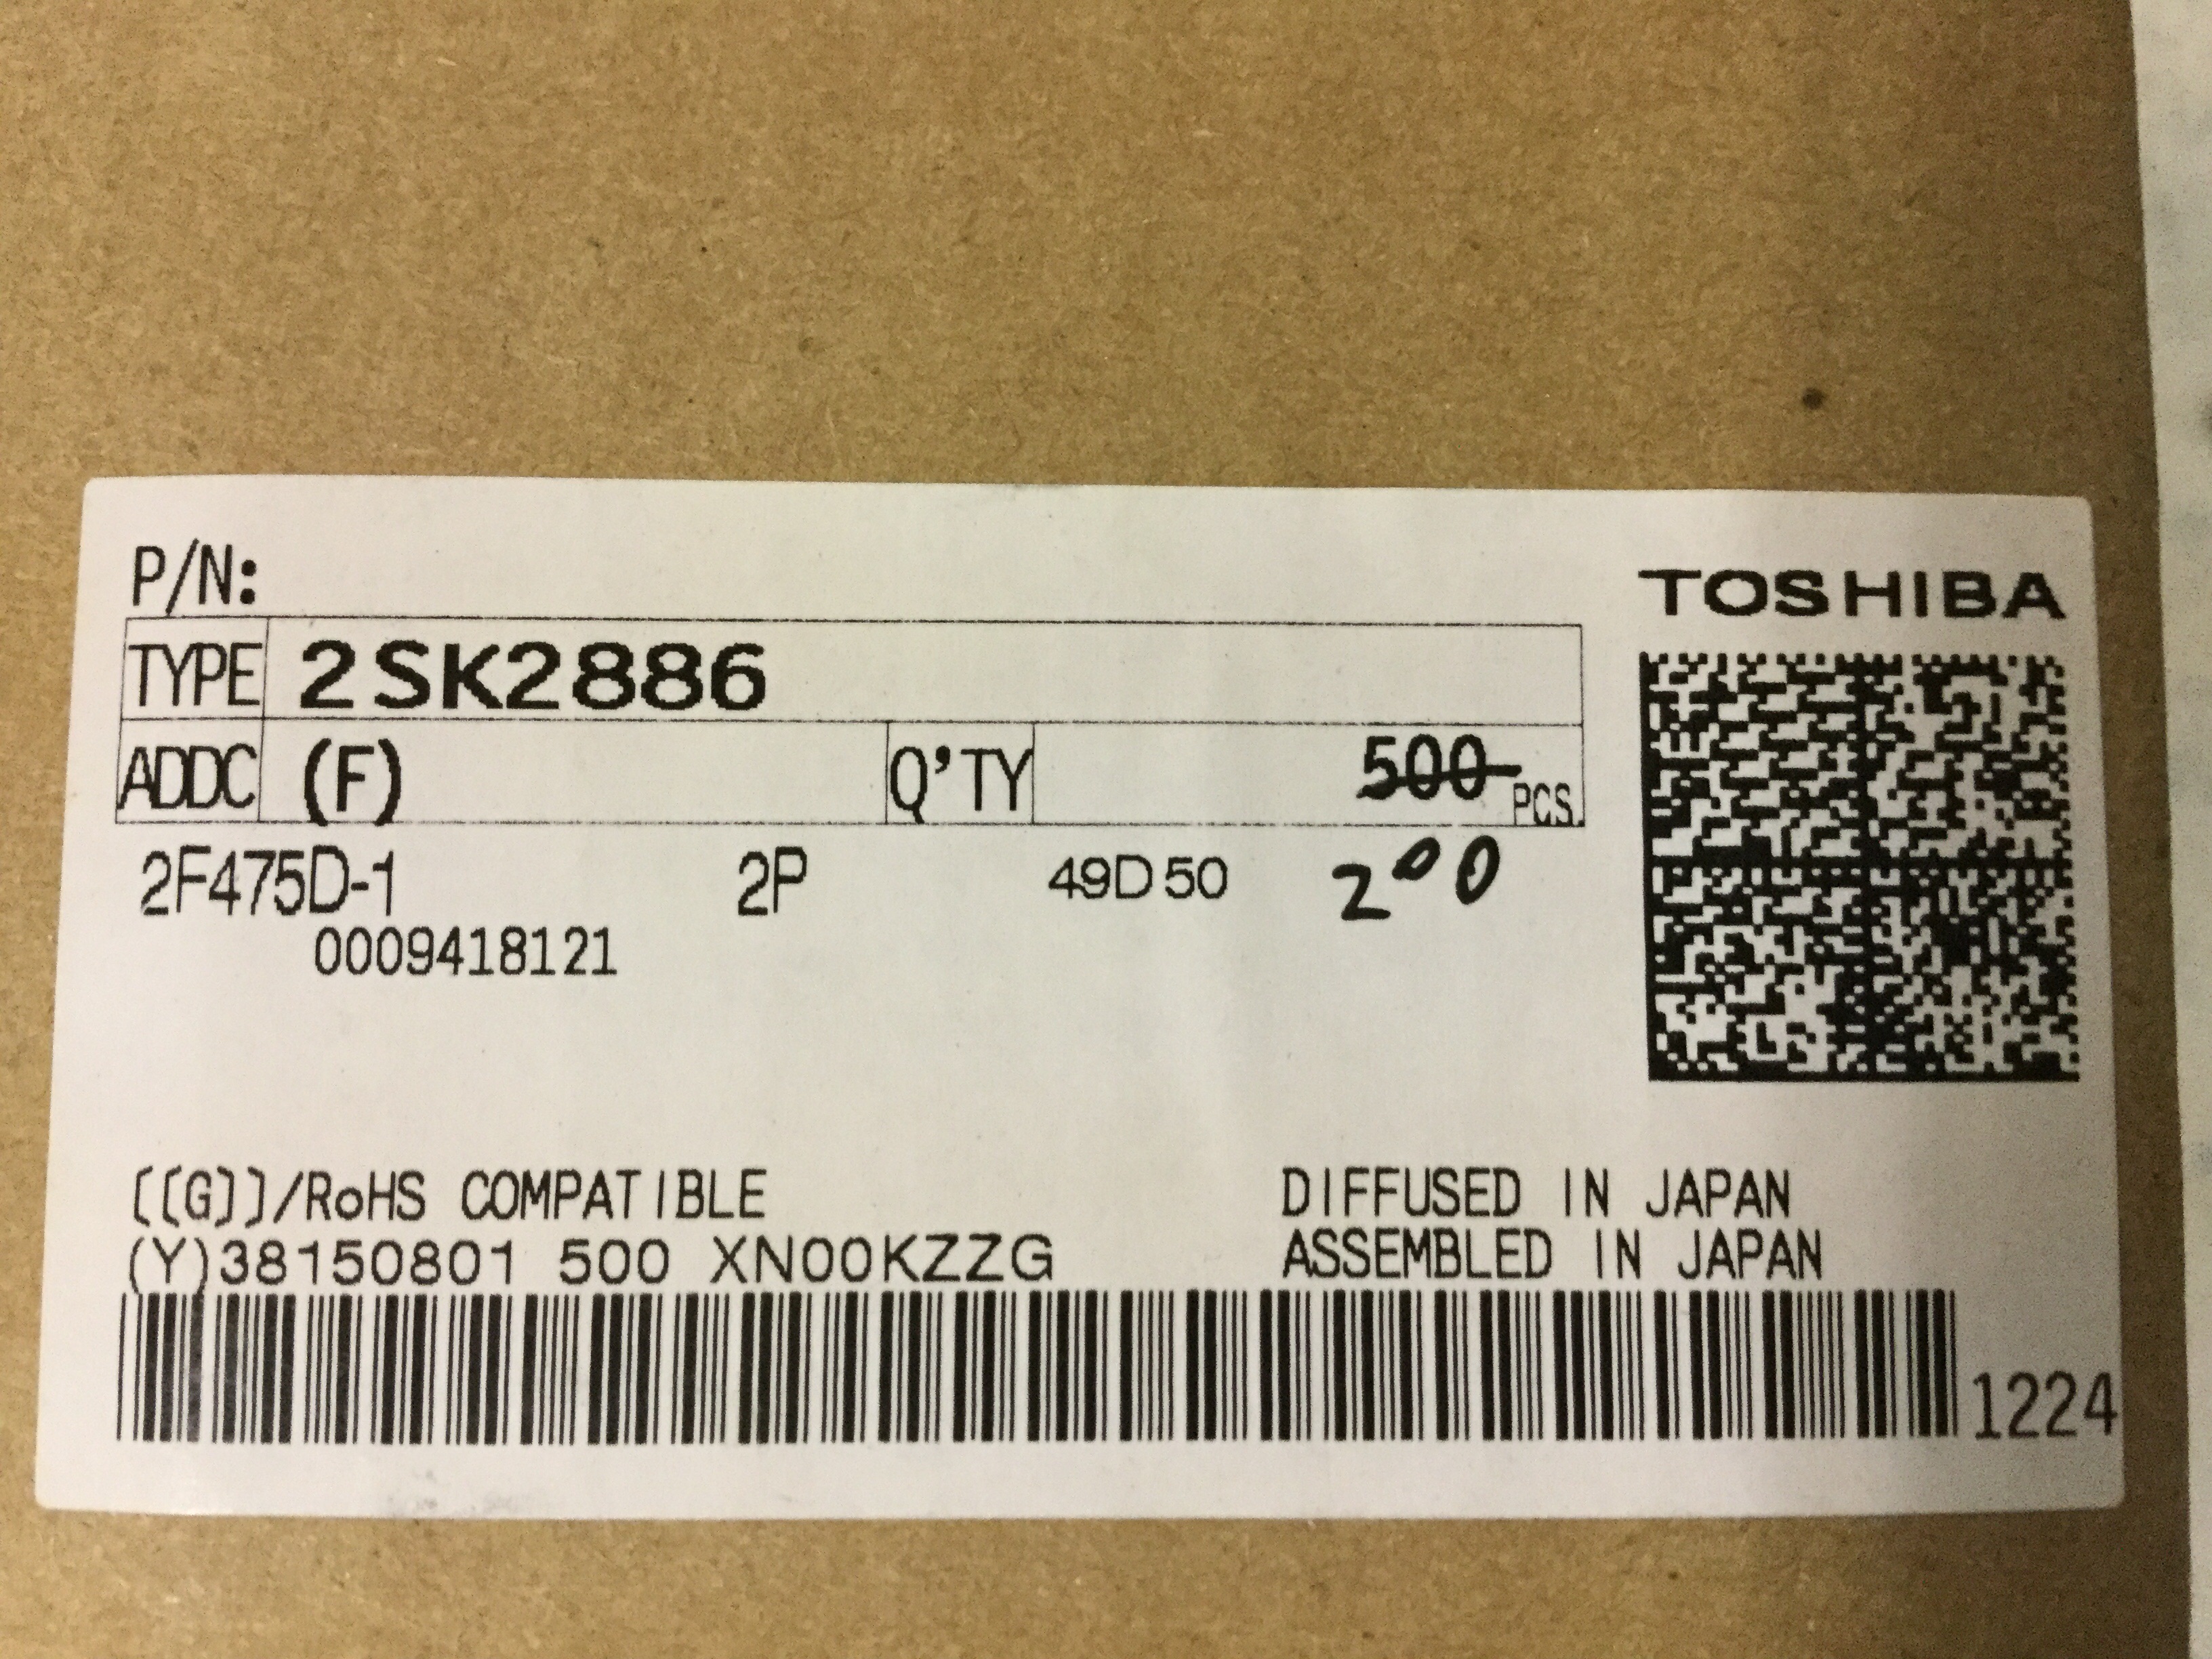 P/N:
TOSHIBA
TYPE 2SK2886
ADDC (F) Q'TY 500 PCS.
2F475D-1 2P 49D50 200
0009418121
[[G]]/RoHS COMPATIBLE DIFFUSED IN JAPAN
(Y)38150801 500 XN00KZZG ASSEMBLED IN JAPAN
1224